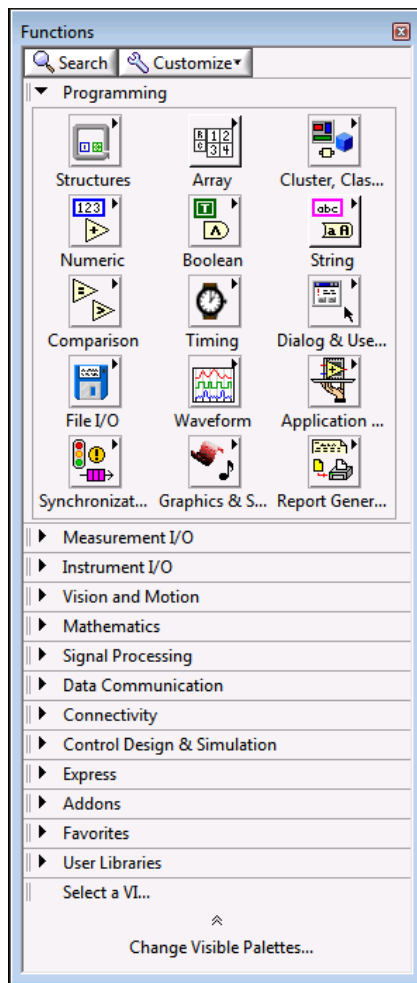 Functions
Search Customize
Programming
Structures Array Cluster, Clas...
Numeric Boolean String
Comparison Timing Dialog & Use...
File I/O Waveform Application ...
Synchronizat... Graphics & S... Report Gener...
Measurement I/O
Instrument I/O
Vision and Motion
Mathematics
Signal Processing
Data Communication
Connectivity
Control Design & Simulation
Express
Addons
Favorites
User Libraries
Select a VI...
Change Visible Palettes...